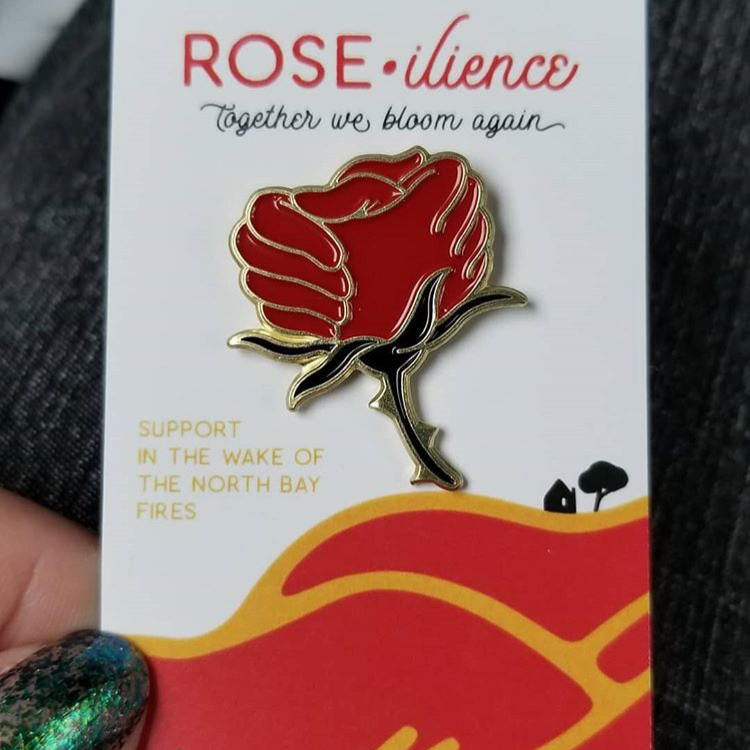 ROSE•ilience
Together we bloom again
SUPPORT
IN THE WAKE OF
THE NORTH BAY
FIRES